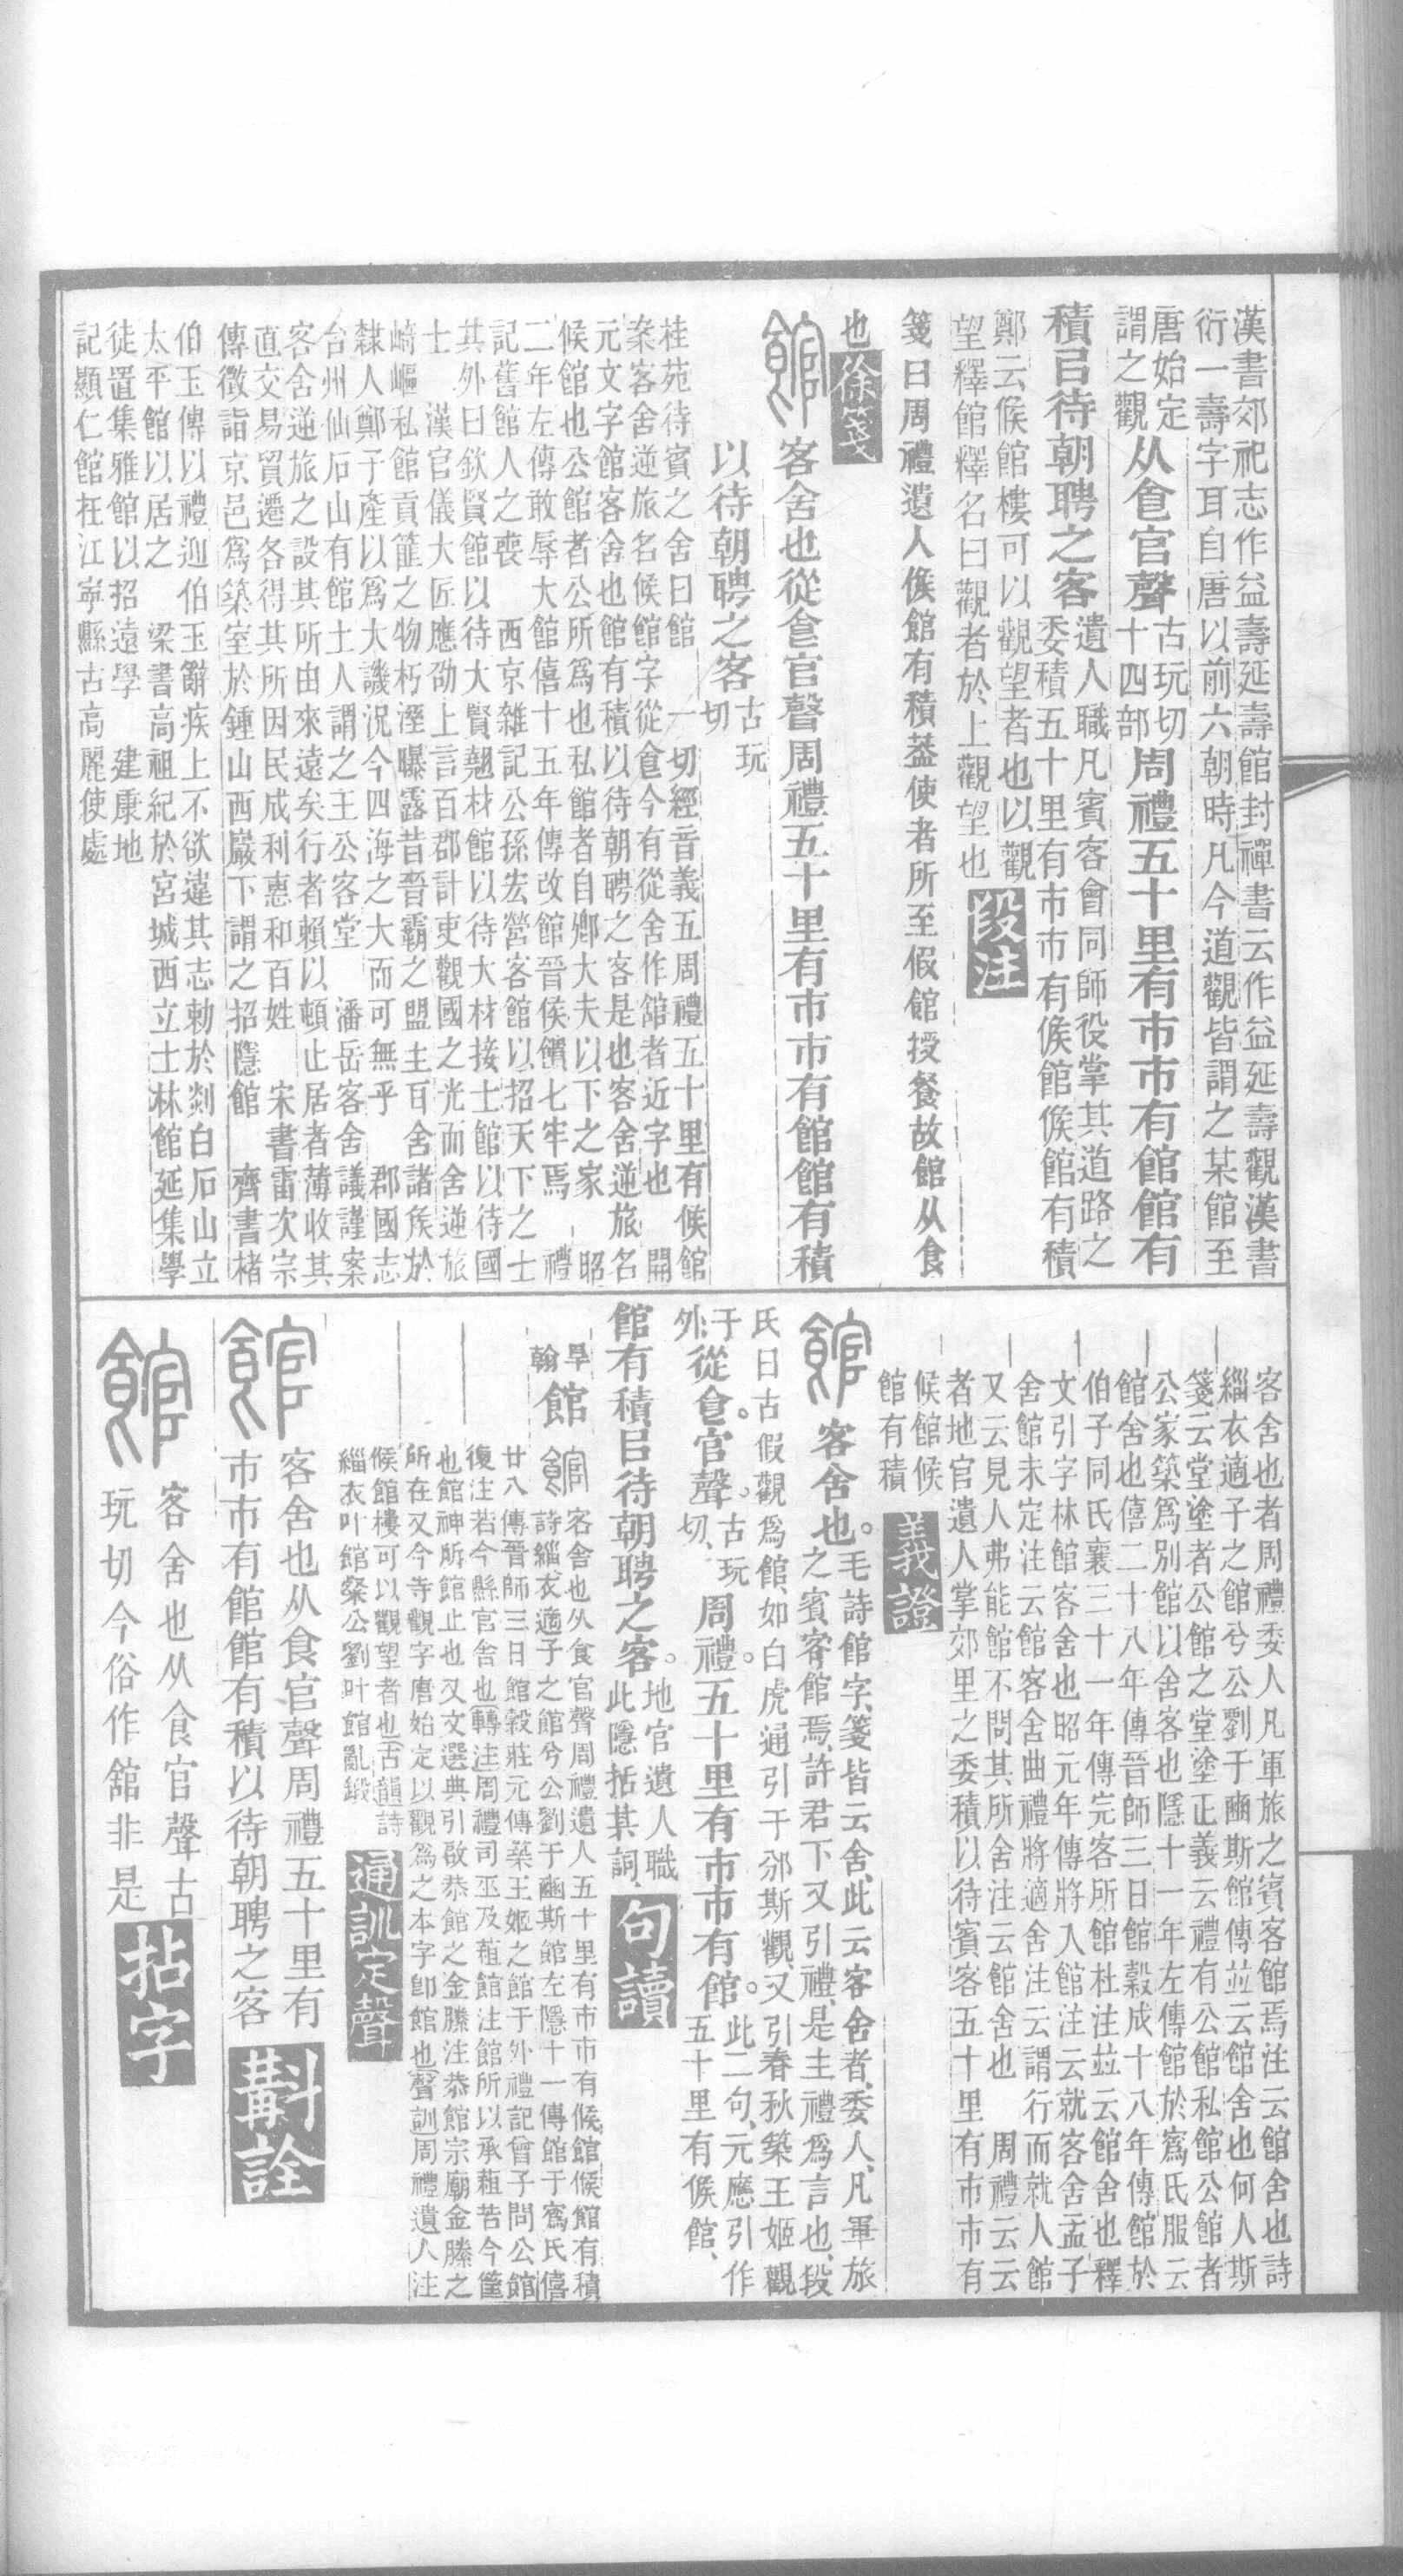 漢書郊祀志作益壽延壽館封禪書云作益延壽觀漢書
衍一壽字耳自唐以前六朝時凡今道觀皆謂之某館至
唐始定
謂之觀
从𠊊官聲
古玩切
十四部
周禮五十里有市市有館館有
積㠯待朝聘之客
遺人職凡賓客會同師役掌其道路之
委積五十里有市市有候館候館有積
鄭云候館樓可以觀望者也以觀
望釋館釋名曰觀者於上觀望也
段注
箋曰周禮遺人候館有積葢使者所至假館授餐故館从食
也
徐箋
館
客舍也從𠊊官聲周禮五十里有市市有館館有積
以待朝聘之客
古玩
切
桂苑待賓之舍曰館 一切經音義五周禮五十里有候館
案客舍逆旅名候館字從𠊊今有從舍作舘者近字也 開
元文字館客舍也館有積以待朝聘之客是也客舍逆旅名
候館也公館者公所爲也私館者自鄉大夫以下之家 昭
二年左傳敢辱大館僖十五年傳改館晉侯饋七牢焉 禮
記舊館人之喪 西京雜記公孫宏營客館以招天下之士
其外曰欽賢館以待大賢翹材館以待大材接士館以待國
士 漢官儀大匠應劭上言百郡計吏觀國之光而舍逆旅
崎嶇私館貢篚之物朽溼曝露昔晉霸之盟主耳舍諸侯於
隸人鄭子產以爲大譏況今四海之大而可無乎 郡國志
台州仙石山有館土人謂之王公客堂 潘岳客舍議謹案
客舍逆旅之設其所由來遠矣行者賴以頓止居者薄收其
直交易貿遷各得其所因民成利惠和百姓 宋書雷次宗
傳徵詣京邑爲築室於鍾山西巖下謂之招隱館 齊書褚
伯玉傳以禮迎伯玉辭疾上不欲違其志勅於剡白石山立
太平館以居之 梁書高祖紀於宮城西立士林館延集學
徒置集雅館以招遠學 建康地
記顯仁館在江寧縣古高麗使處
客舍也者周禮委人凡軍旅之賓客館焉注云館舍也詩
緇衣適子之館兮公劉于豳斯館傳竝云館舍也何人斯
箋云堂塗者公館之堂塗正義云禮有公館私館公館者
公家築爲別館以舍客也隱十一年左傳館於寪氏服云
館舍也僖二十八年傳晉師三日館穀成十八年傳館於
伯子同氏襄三十一年傳完客所館杜注竝云館舍也釋
文引字林館客舍也昭元年傳將入館注云就客舍孟子
舍館未定注云館客舍曲禮將適舍注云謂行而就人館
又云見人弗能館不問其所舍注云館舍也 周禮云云
者地官遺人掌郊里之委積以待賓客五十里有市市有
候館候
館有積
義證
館
客舍也。
毛詩館字、箋皆云舍、此云客舍者、委人、凡軍旅
之賓客館焉、許君下又引禮、是主禮爲言也、段
氏曰古假觀爲館、如白虎通引于邠斯觀、又引春秋築王姬觀
于
外
從𠊊。官聲。
古玩
切、
周禮。五十里有市市有館。
此二句、元應引作
五十里有候館、
館有積㠯待朝聘之客。
地官遺人職
此隱括其詞、
句讀
旱
翰
館
館
客舍也从食官聲周禮遺人五十里有市市有候館候館有積
詩緇衣適子之館兮公劉于豳斯館左隱十一傳館于寪氏僖
廿八傳晉師三日館穀莊元傳築王姬之館于外禮記曾子問公館
復注若今縣官舍也轉注周禮司巫及葅館注館所以承葅若今筐
也館神所館止也又文選典引啟恭館之金縢注恭館宗廟金縢之
所在又今寺觀字唐始定以觀爲之本字卽館也聲訓周禮遺人注
候館樓可以觀望者也古韻詩
緇衣叶館粲公劉叶館亂鍛
通訓定聲
館
客舍也从食官聲周禮五十里有
市市有館館有積以待朝聘之客
斠詮
館
客舍也从食官聲古
玩切今俗作舘非是
拈字